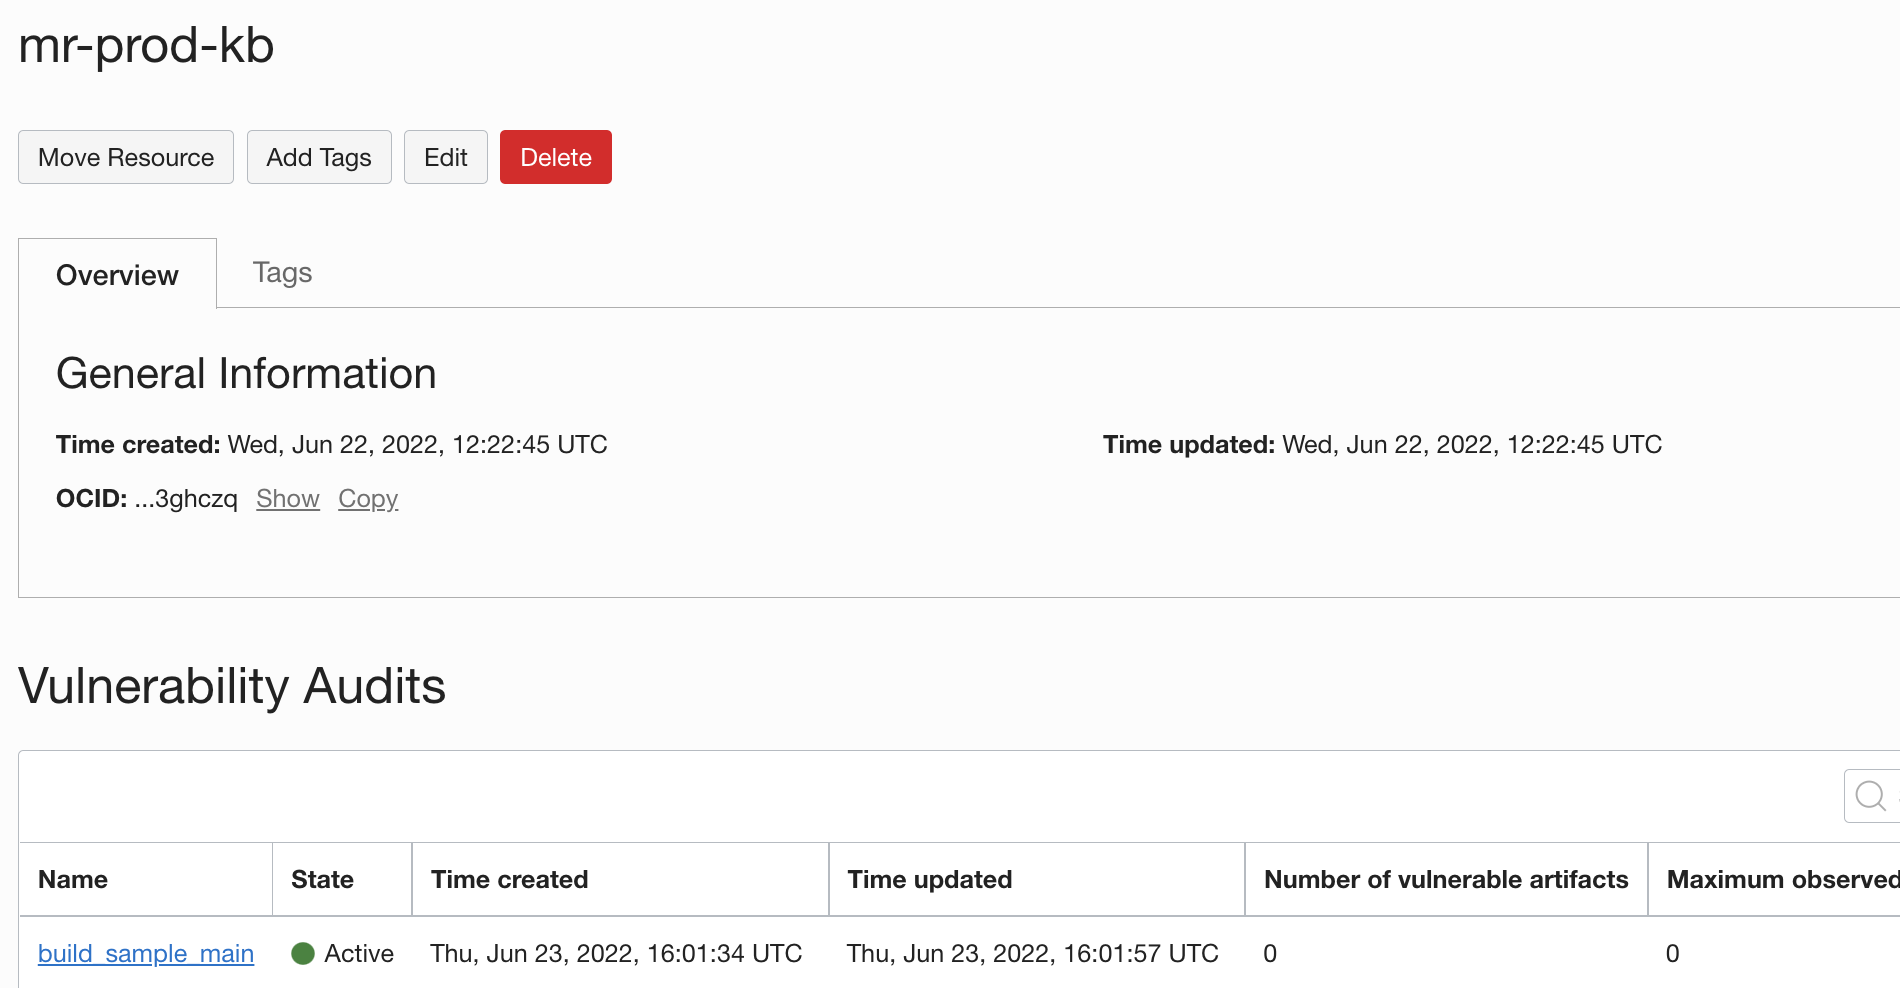 mr-prod-kb
Move Resource Add Tags Edit Delete
Overview Tags
General Information
Time created: Wed, Jun 22, 2022, 12:22:45 UTC Time updated: Wed, Jun 22, 2022, 12:22:45 UTC
OCID: ...3ghczq Show Copy
Vulnerability Audits
Name State Time created Time updated Number of vulnerable artifacts Maximum observed
build_sample_main Active Thu, Jun 23, 2022, 16:01:34 UTC Thu, Jun 23, 2022, 16:01:57 UTC 0 0